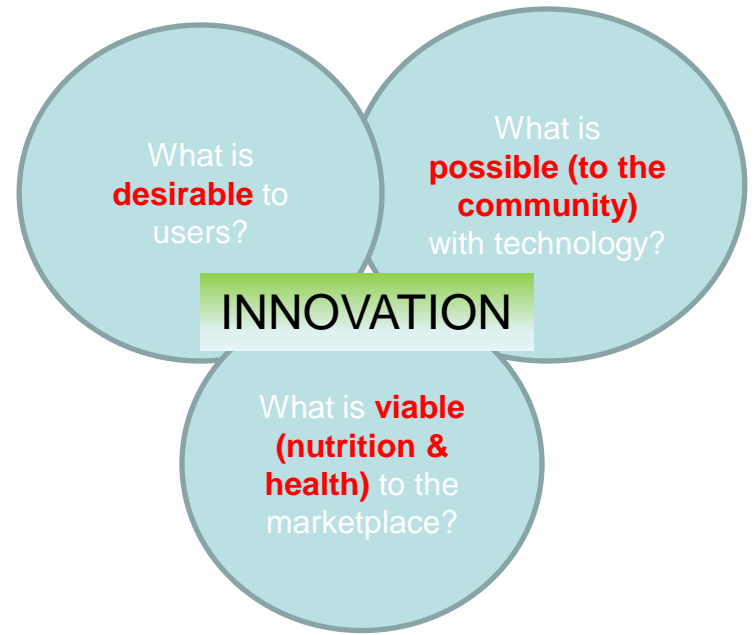 What is
desirable to
users?
What is
possible (to the
community)
with technology?
INNOVATION
What is viable
(nutrition &
health) to the
marketplace?